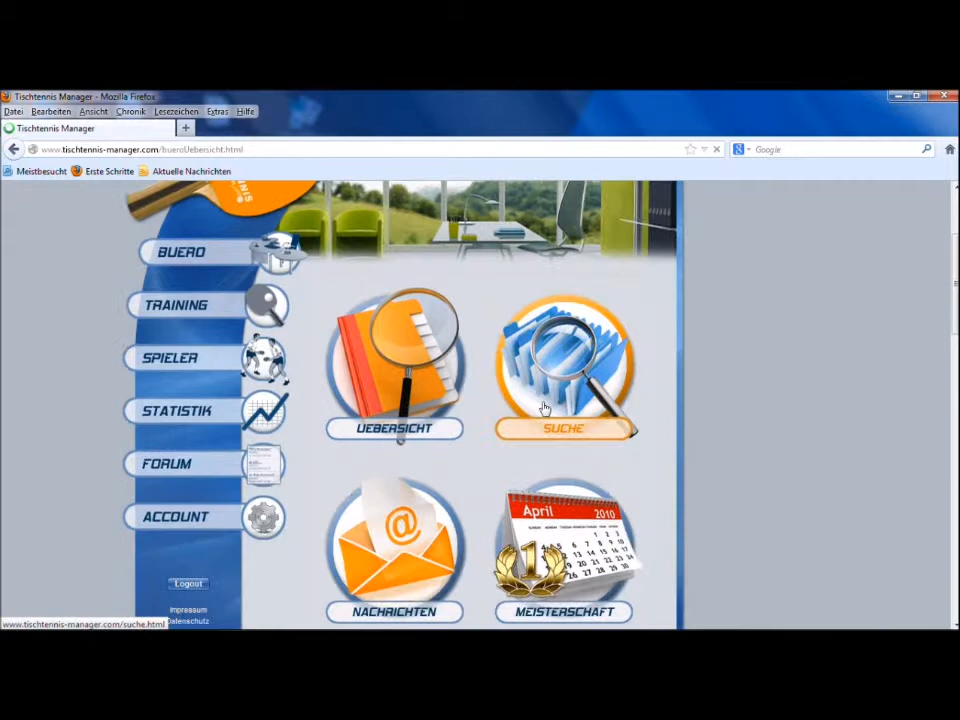 Tischtennis Manager - Mozilla Firefox
Datei Bearbeiten Ansicht Chronik Lesezeichen Extras Hilfe
Tischtennis Manager
www.tischtennis-manager.com/bueroUebersicht.html
Google
Meistbesucht Erste Schritte Aktuelle Nachrichten
BUERO
TRAINING
SPIELER
STATISTIK
FORUM
ACCOUNT
Logout
Impressum
Datenschutz
UEBERSICHT
SUCHE
@
NACHRICHTEN
April 2010
1
MEISTERSCHAFT
www.tischtennis-manager.com/suche.html